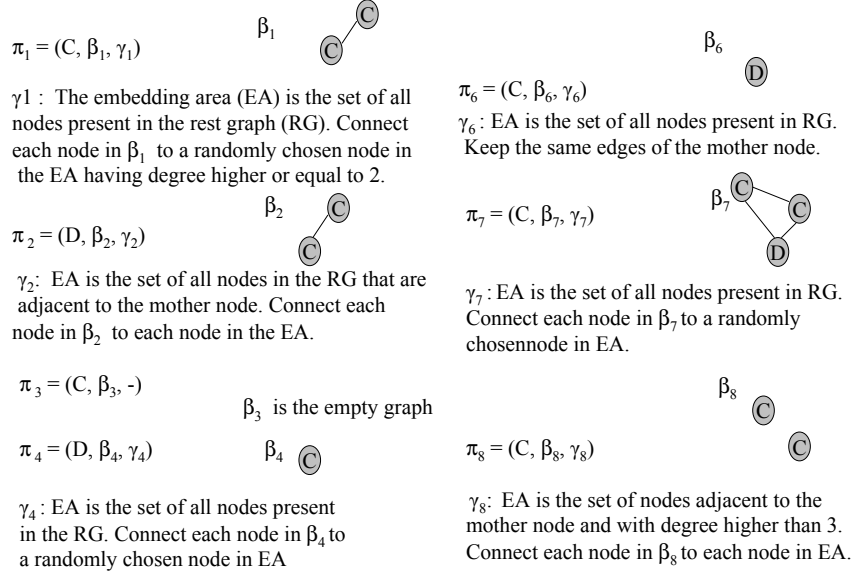 β1
C
C
π1 = (C, β1, γ1)
γ1 : The embedding area (EA) is the set of all
nodes present in the rest graph (RG). Connect
each node in β1 to a randomly chosen node in
the EA having degree higher or equal to 2.
β2
C
C
π2 = (D, β2, γ2)
γ2: EA is the set of all nodes in the RG that are
adjacent to the mother node. Connect each
node in β2 to each node in the EA.
π3 = (C, β3, -)
β3 is the empty graph
π4 = (D, β4, γ4)
β4
C
γ4 : EA is the set of all nodes present
in the RG. Connect each node in β4 to
a randomly chosen node in EA
β6
D
π6 = (C, β6, γ6)
γ6 : EA is the set of all nodes present in RG.
Keep the same edges of the mother node.
β7
C
C
D
π7 = (C, β7, γ7)
γ7 : EA is the set of all nodes present in RG.
Connect each node in β7 to a randomly
chosennode in EA.
β8
C
C
π8 = (C, β8, γ8)
γ8: EA is the set of nodes adjacent to the
mother node and with degree higher than 3.
Connect each node in β8 to each node in EA.